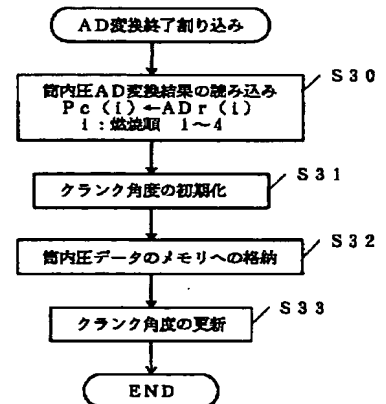 AD変換終了割り込み
S30
筒内圧AD変換結果の読み込み
Pc(i)←ADr(i)
i:燃焼順 1~4
S31
クランク角度の初期化
S32
筒内圧データのメモリへの格納
S33
クランク角度の更新
END